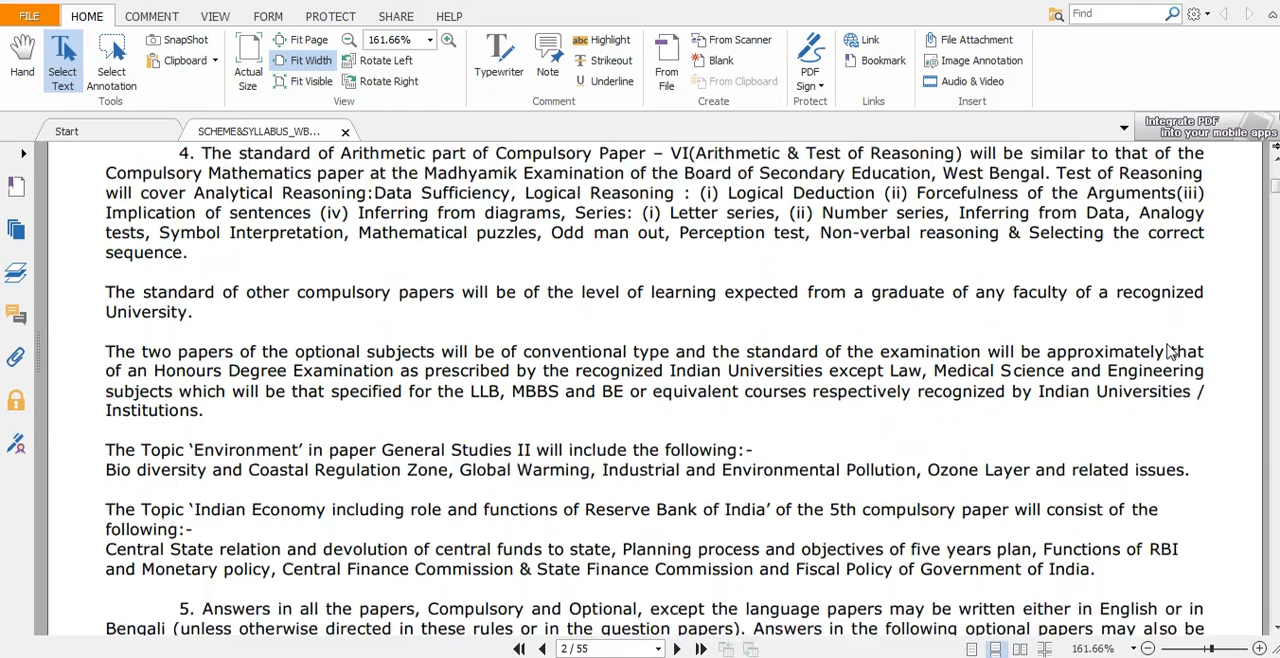 FILE HOME COMMENT VIEW FORM PROTECT SHARE HELP Find
Hand
Select Text
Select Annotation
SnapShot
Clipboard
Tools
Actual Size
Fit Page
Fit Width
Fit Visible
161.66%
Rotate Left
Rotate Right
View
Typewriter
Note
abc Highlight
Strikeout
Underline
Comment
From File
From Scanner
Blank
From Clipboard
Create
PDF Sign
Protect
Link
Bookmark
Links
File Attachment
Image Annotation
Audio & Video
Insert
Start SCHEME&SYLLABUS_WB...
Integrate PDF
into your mobile apps
4. The standard of Arithmetic part of Compulsory Paper – VI(Arithmetic & Test of Reasoning) will be similar to that of the
Compulsory Mathematics paper at the Madhyamik Examination of the Board of Secondary Education, West Bengal. Test of Reasoning
will cover Analytical Reasoning:Data Sufficiency, Logical Reasoning : (i) Logical Deduction (ii) Forcefulness of the Arguments(iii)
Implication of sentences (iv) Inferring from diagrams, Series: (i) Letter series, (ii) Number series, Inferring from Data, Analogy
tests, Symbol Interpretation, Mathematical puzzles, Odd man out, Perception test, Non-verbal reasoning & Selecting the correct
sequence.
The standard of other compulsory papers will be of the level of learning expected from a graduate of any faculty of a recognized
University.
The two papers of the optional subjects will be of conventional type and the standard of the examination will be approximately that
of an Honours Degree Examination as prescribed by the recognized Indian Universities except Law, Medical Science and Engineering
subjects which will be that specified for the LLB, MBBS and BE or equivalent courses respectively recognized by Indian Universities /
Institutions.
The Topic ‘Environment’ in paper General Studies II will include the following:-
Bio diversity and Coastal Regulation Zone, Global Warming, Industrial and Environmental Pollution, Ozone Layer and related issues.
The Topic ‘Indian Economy including role and functions of Reserve Bank of India’ of the 5th compulsory paper will consist of the
following:-
Central State relation and devolution of central funds to state, Planning process and objectives of five years plan, Functions of RBI
and Monetary policy, Central Finance Commission & State Finance Commission and Fiscal Policy of Government of India.
5. Answers in all the papers, Compulsory and Optional, except the language papers may be written either in English or in
Bengali (unless otherwise directed in these rules or in the question papers). Answers in the following optional papers may also be
2 / 55 161.66%